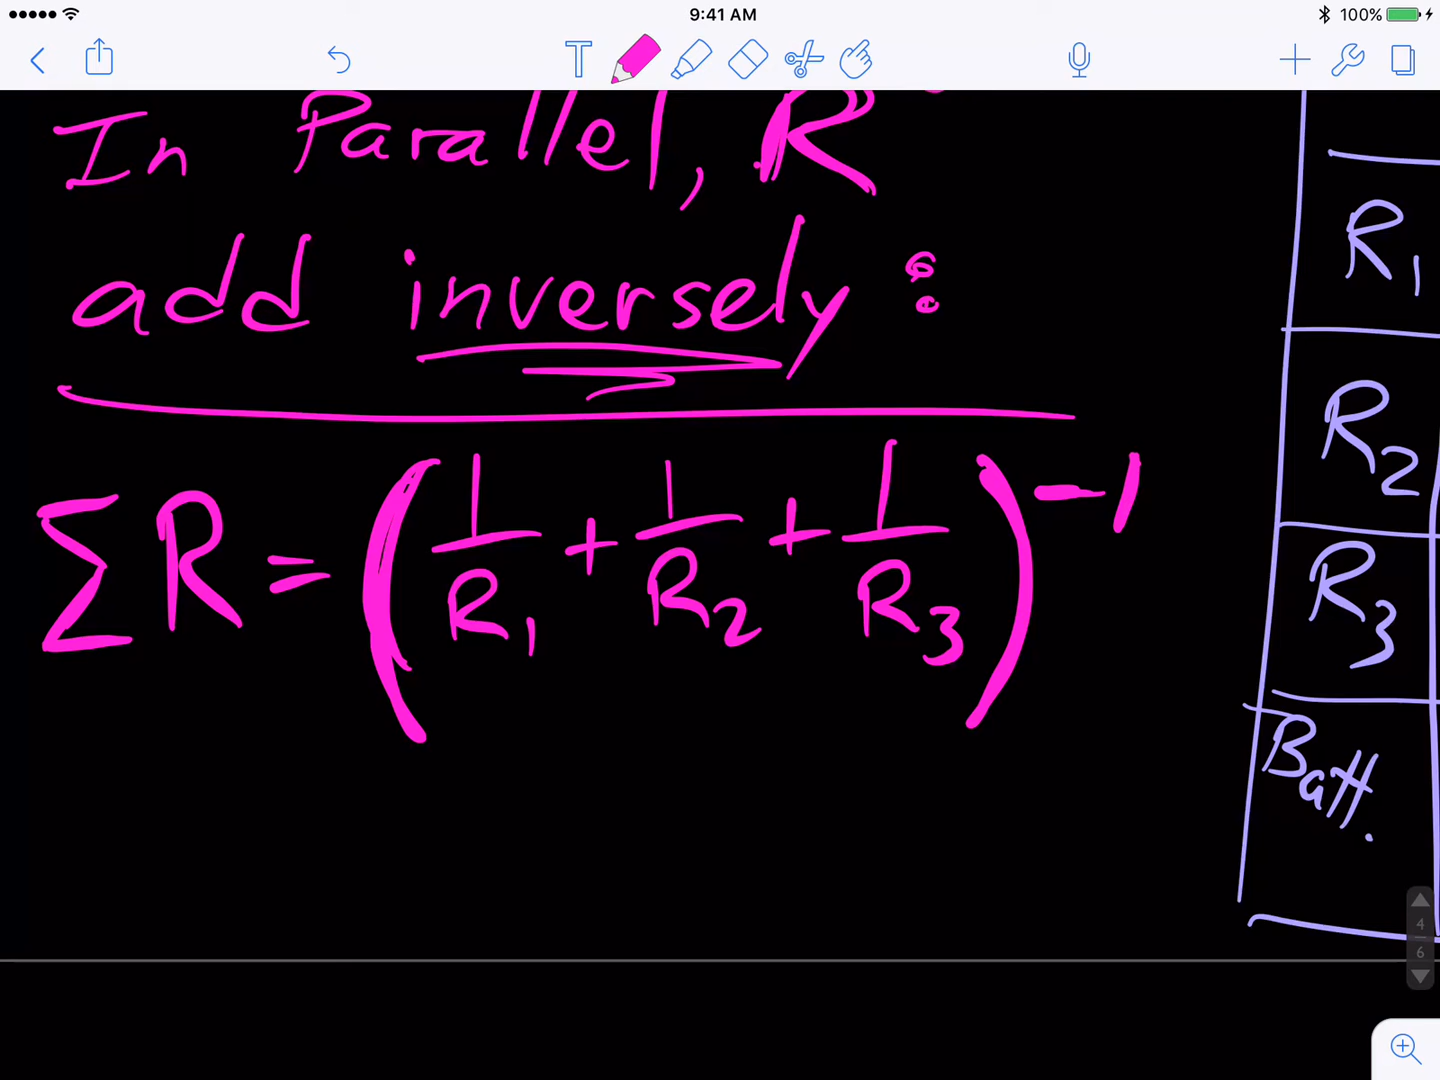 9:41 AM
100%
T
In Parallel, R
add inversely:
∑R = (1/R₁ + 1/R₂ + 1/R₃)⁻¹
R₁
R₂
R₃
Batt.
4
6